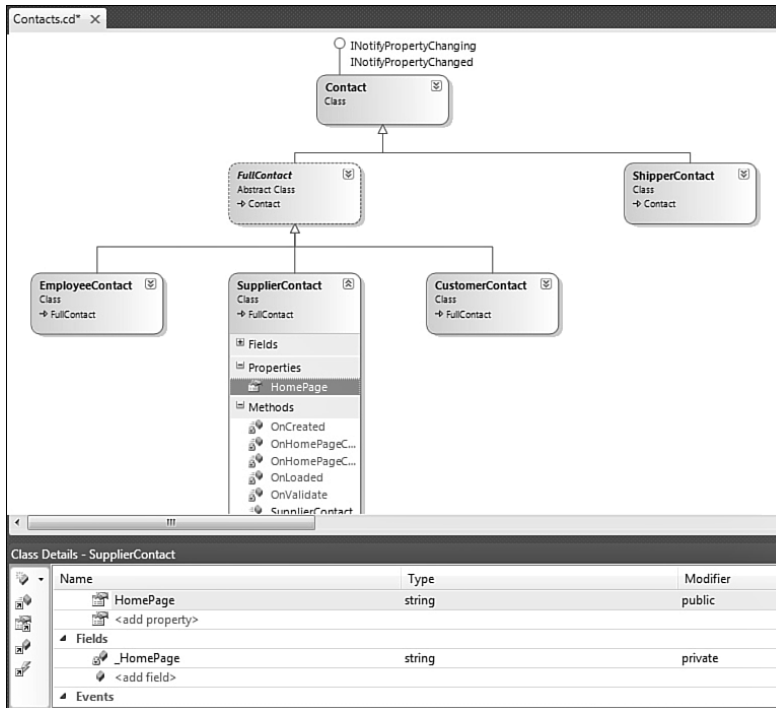 Contacts.cd*
INotifyPropertyChanging
INotifyPropertyChanged
Contact
Class
FullContact
Abstract Class
Contact
ShipperContact
Class
Contact
EmployeeContact
Class
FullContact
SupplierContact
Class
FullContact
CustomerContact
Class
FullContact
Fields
Properties
HomePage
Methods
OnCreated
OnHomePageC...
OnHomePageC...
OnLoaded
OnValidate
SupplierContact
Class Details - SupplierContact
Name Type Modifier
HomePage string public
<add property>
Fields
_HomePage string private
<add field>
Events